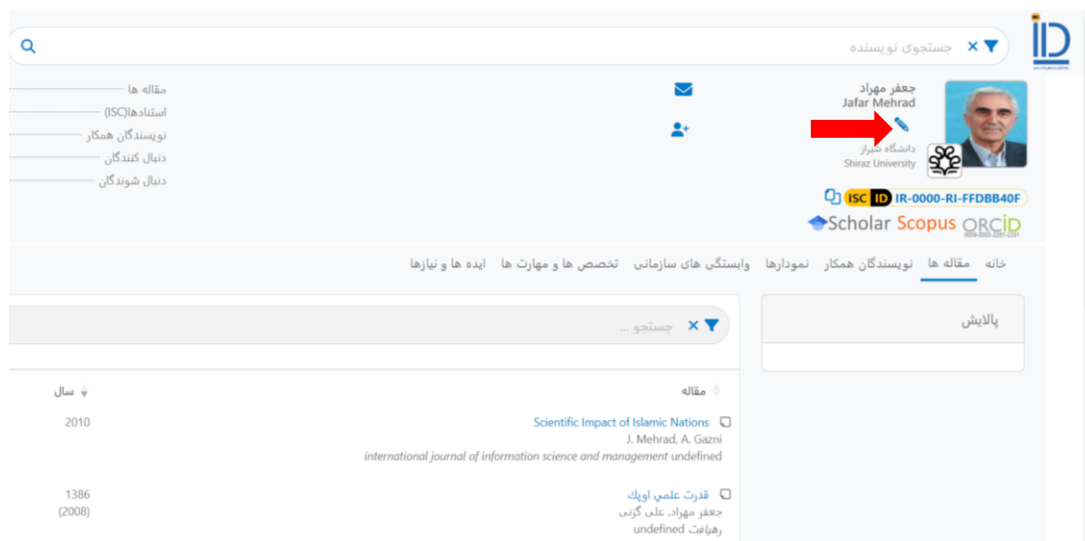 iD
جستجوی نویسنده
جعفر مهراد
Jafar Mehrad
دانشگاه شیراز
Shiraz University
ISC ID IR-0000-RI-FFDBB40F
Scholar Scopus ORCID
مقاله ها
استنادها(ISC)
نویسندگان همکار
دنبال کنندگان
دنبال شوندگان
خانه مقاله ها نویسندگان همکار نمودارها وابستگی های سازمانی تخصص ها و مهارت ها ایده ها و نیازها
پالایش
جستجو ...
مقاله سال
Scientific Impact of Islamic Nations 2010
J. Mehrad, A. Gazni
international journal of information science and management undefined
قدرت علمي اوپك 1386
جعفر مهراد، علی گزنی (2008)
رهیافت undefined